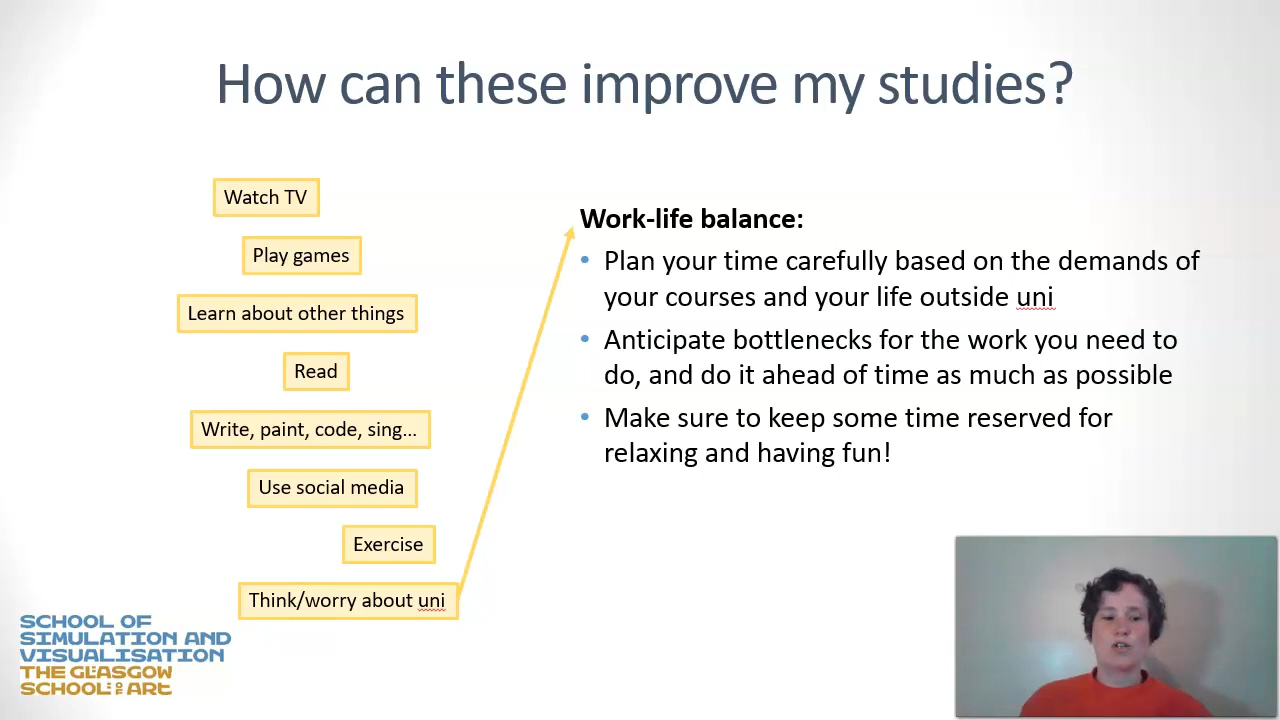 How can these improve my studies?
Watch TV
Play games
Learn about other things
Read
Write, paint, code, sing...
Use social media
Exercise
Think/worry about uni
Work-life balance:
• Plan your time carefully based on the demands of
your courses and your life outside uni
• Anticipate bottlenecks for the work you need to
do, and do it ahead of time as much as possible
• Make sure to keep some time reserved for
relaxing and having fun!
SCHOOL OF
SIMULATION AND
VISUALISATION
THE GLASGOW
SCHOOL OF ART